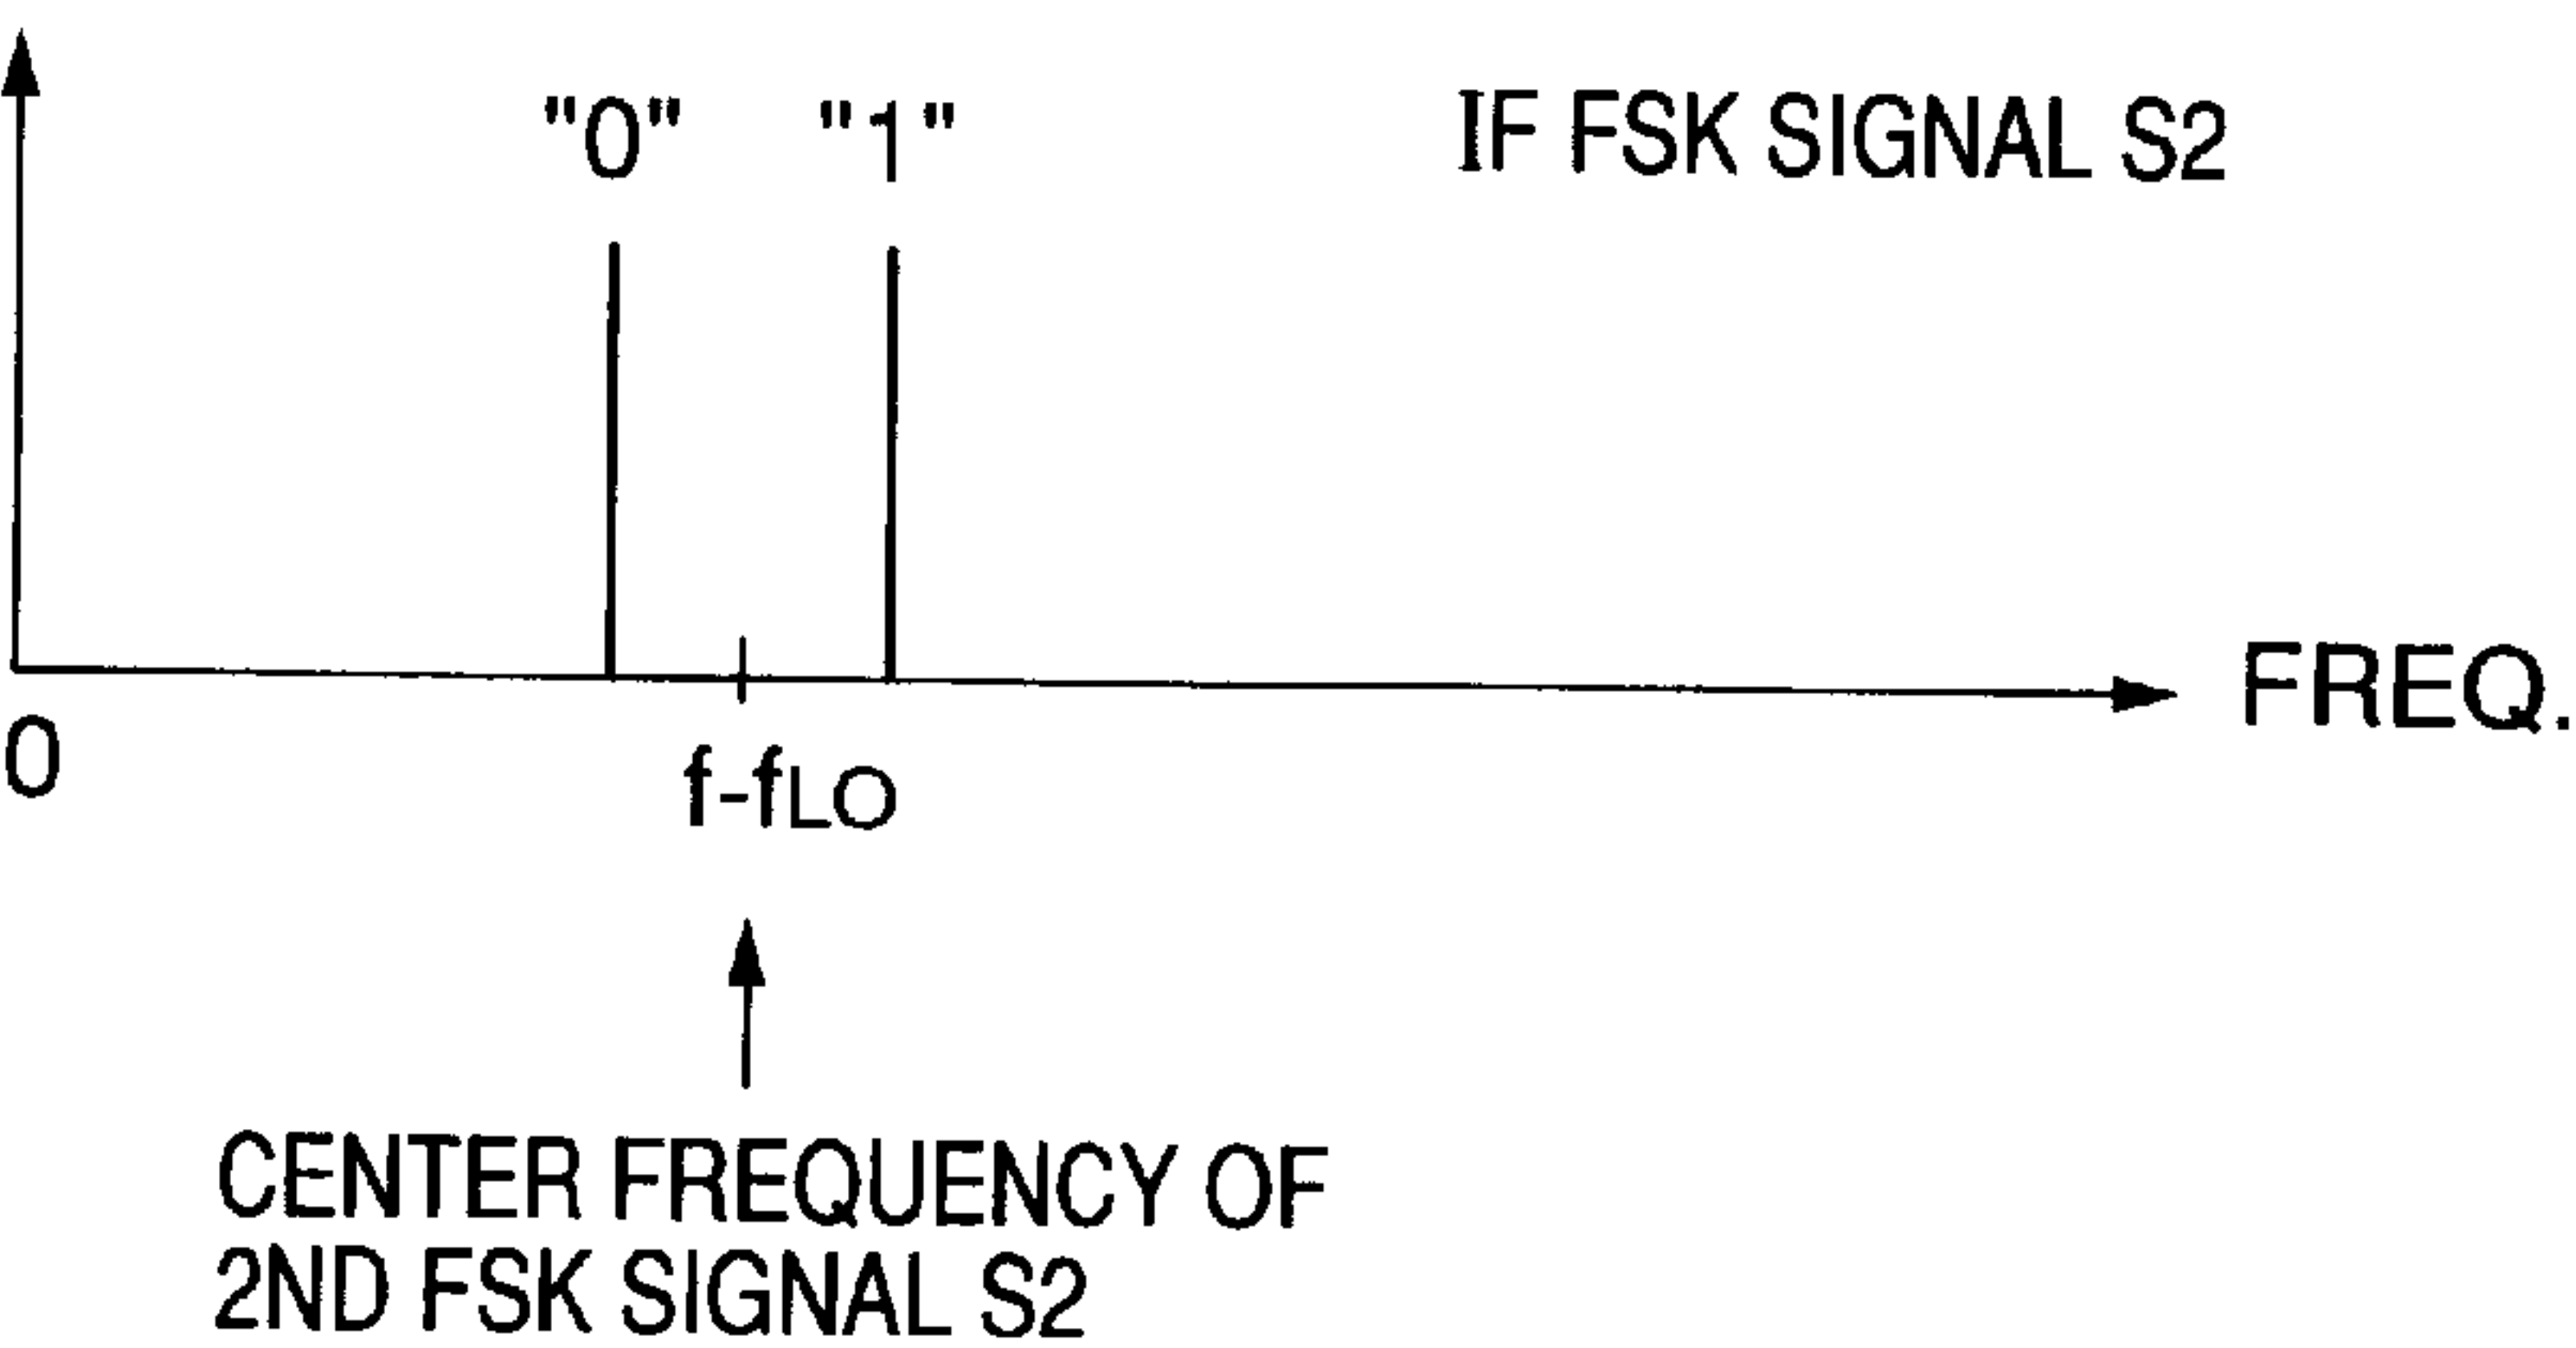 "0" "1" IF FSK SIGNAL S2
FREQ.
0
f-fLO
CENTER FREQUENCY OF
2ND FSK SIGNAL S2